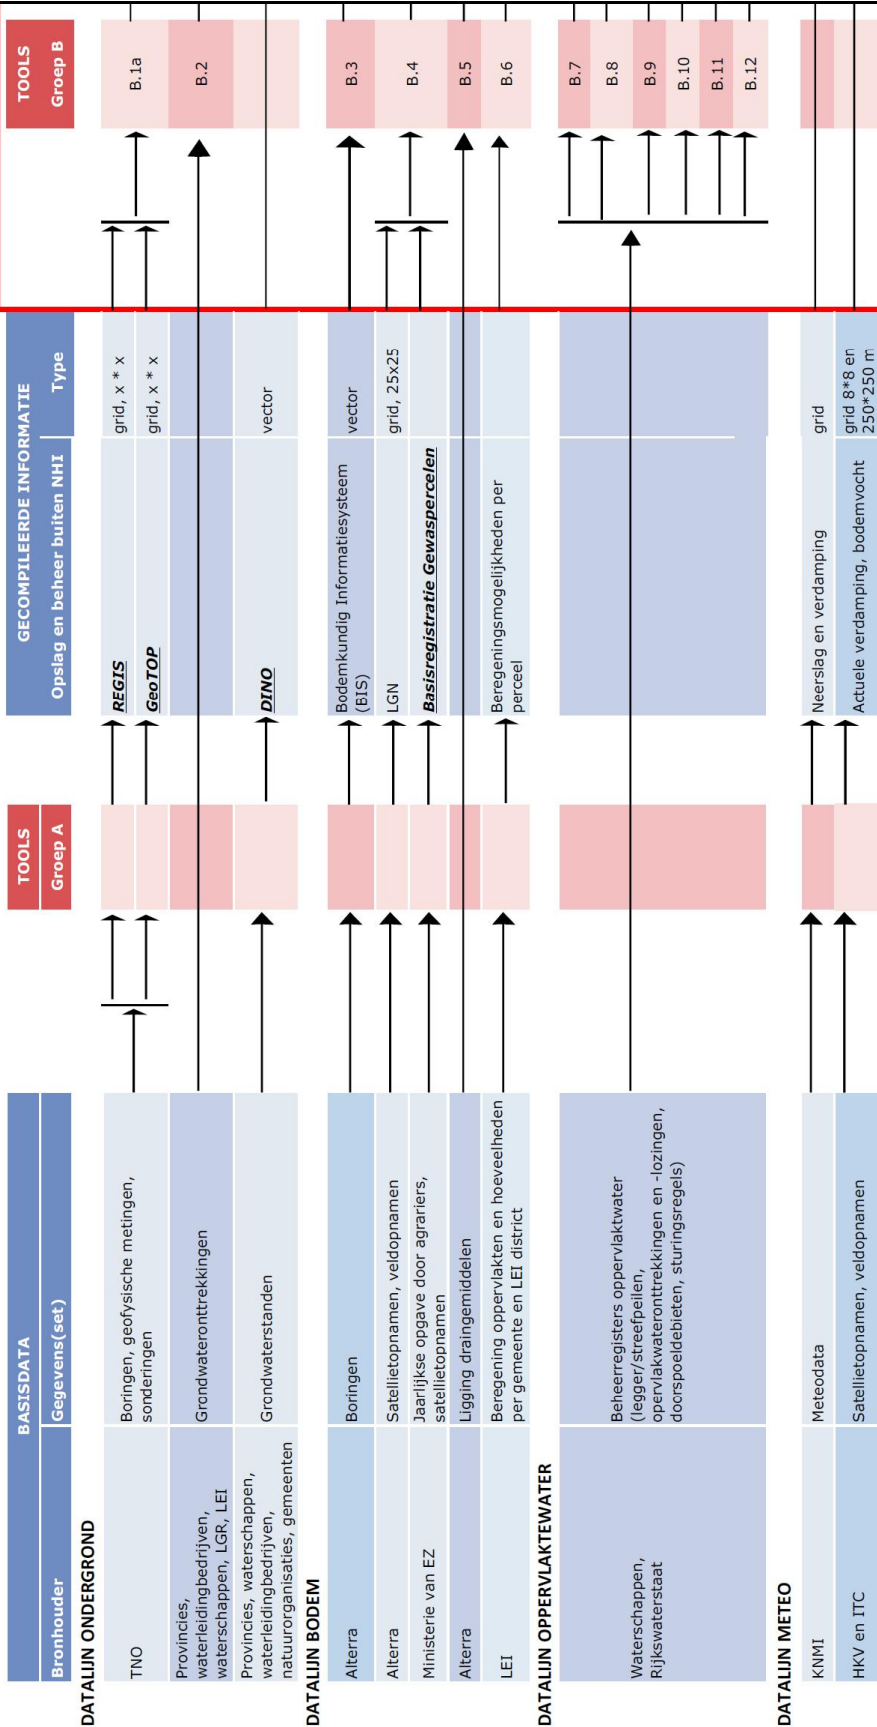 BASISDATA
TOOLS
GECOMPILEERDE INFORMATIE
TOOLS
Bronhouder
Gegevens(set)
Groep A
Opslag en beheer buiten NHI
Type
Groep B
DATALIJN ONDERGROND
TNO
Boringen, geofysische metingen,
sonderingen
REGIS
grid, x * x
GeoTOP
grid, x * x
B.1a
Provincies,
waterleidingbedrijven,
waterschappen, LGR, LEI
Grondwateronttrekkingen
B.2
Provincies, waterschappen,
waterleidingbedrijven,
natuurorganisaties, gemeenten
Grondwaterstanden
DINO
vector
DATALIJN BODEM
Alterra
Boringen
Bodemkundig Informatiesysteem
(BIS)
vector
B.3
Alterra
Satellietopnamen, veldopnamen
LGN
grid, 25x25
B.4
Ministerie van EZ
Jaarlijkse opgave door agrariers,
satellietopnamen
Basisregistratie Gewaspercelen
Alterra
Ligging draingemiddelen
B.5
LEI
Beregening oppervlakten en hoeveelheden
per gemeente en LEI district
Beregeningsmogelijkheden per
perceel
B.6
DATALIJN OPPERVLAKTEWATER
Waterschappen,
Rijkswaterstaat
Beheerregisters oppervlaktwater
(legger/streefpeilen,
opervlakwateronttrekkingen en -lozingen,
doorspoeldebieten, sturingsregels)
B.7
B.8
B.9
B.10
B.11
B.12
DATALIJN METEO
KNMI
Meteodata
Neerslag en verdamping
grid
HKV en ITC
Satellietopnamen, veldopnamen
Actuele verdamping, bodemvocht
grid 8*8 en
250*250 m